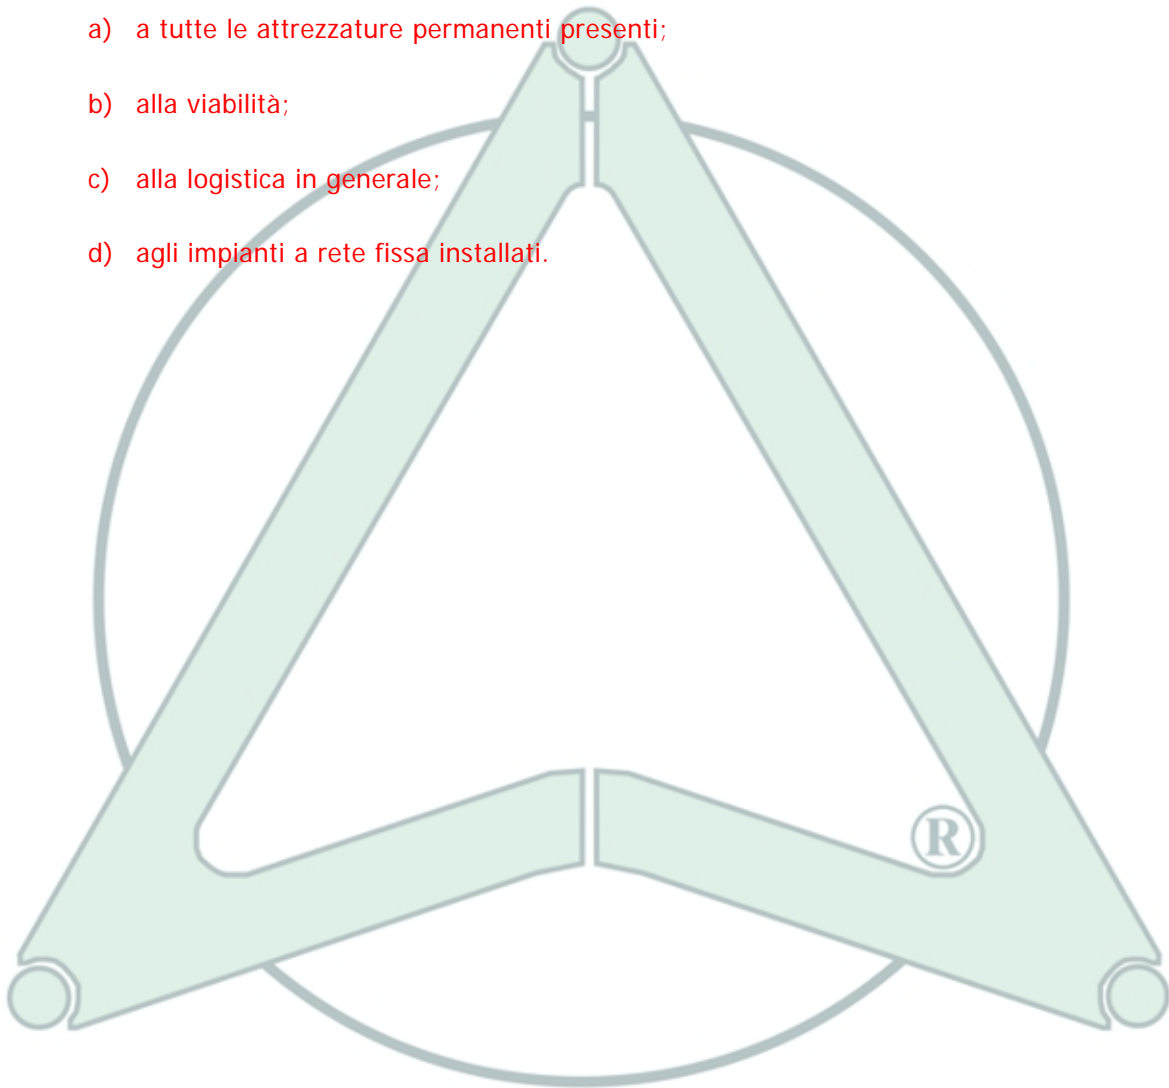 a) a tutte le attrezzature permanenti presenti;
b) alla viabilità;
c) alla logistica in generale;
d) agli impianti a rete fissa installati.
®